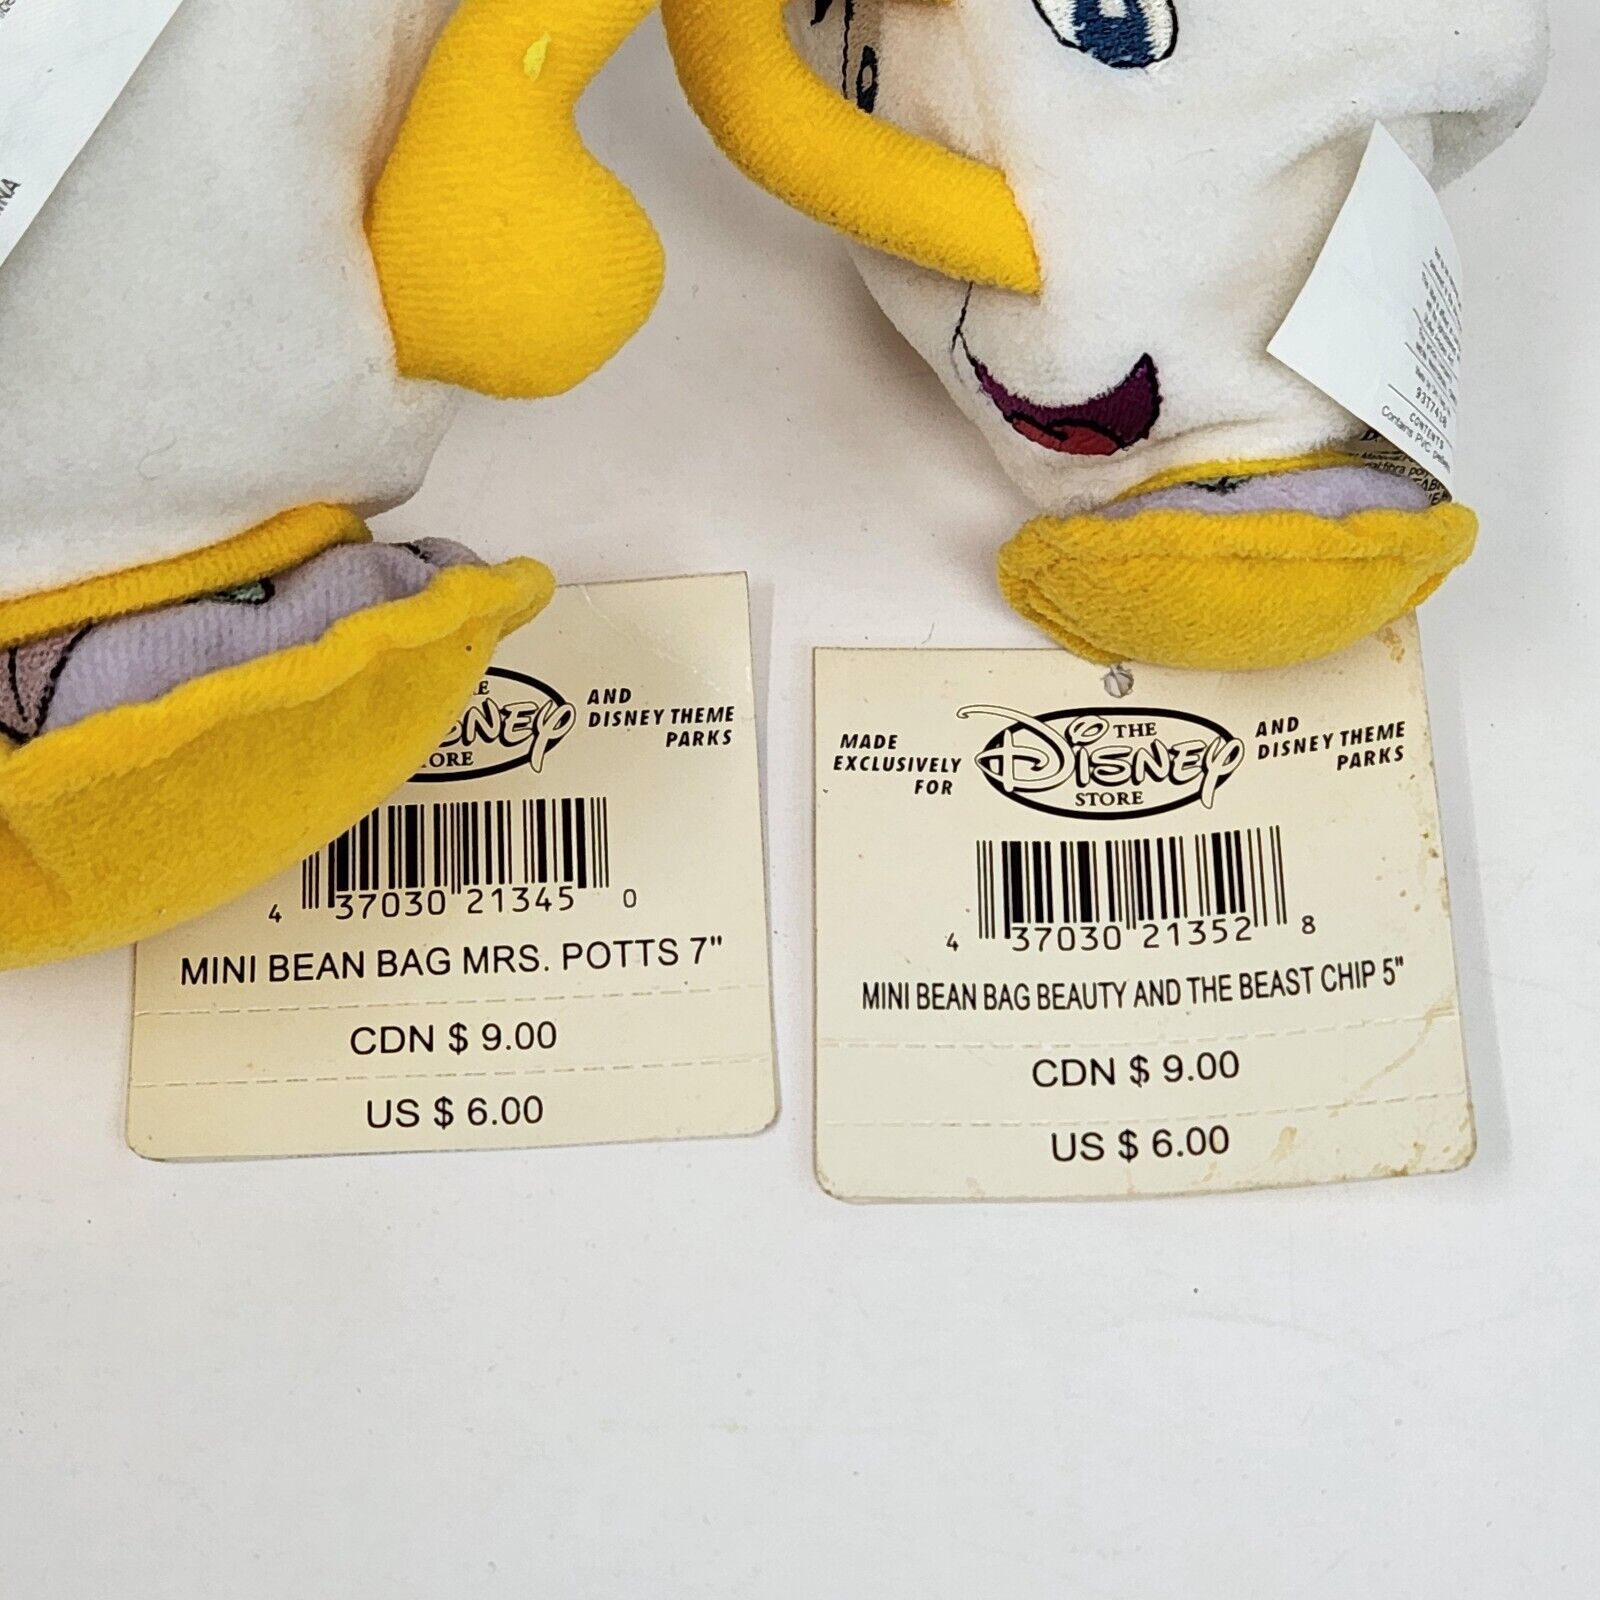 AND
DISNEY THEME
PARKS
4 37030 21345 0
MINI BEAN BAG MRS. POTTS 7"
CDN $ 9.00
US $ 6.00
CONTENTS
MADE
EXCLUSIVELY
FOR
THE
DISNEY
STORE
AND
DISNEY THEME
PARKS
4 37030 21352 8
MINI BEAN BAG BEAUTY AND THE BEAST CHIP 5"
CDN $ 9.00
US $ 6.00